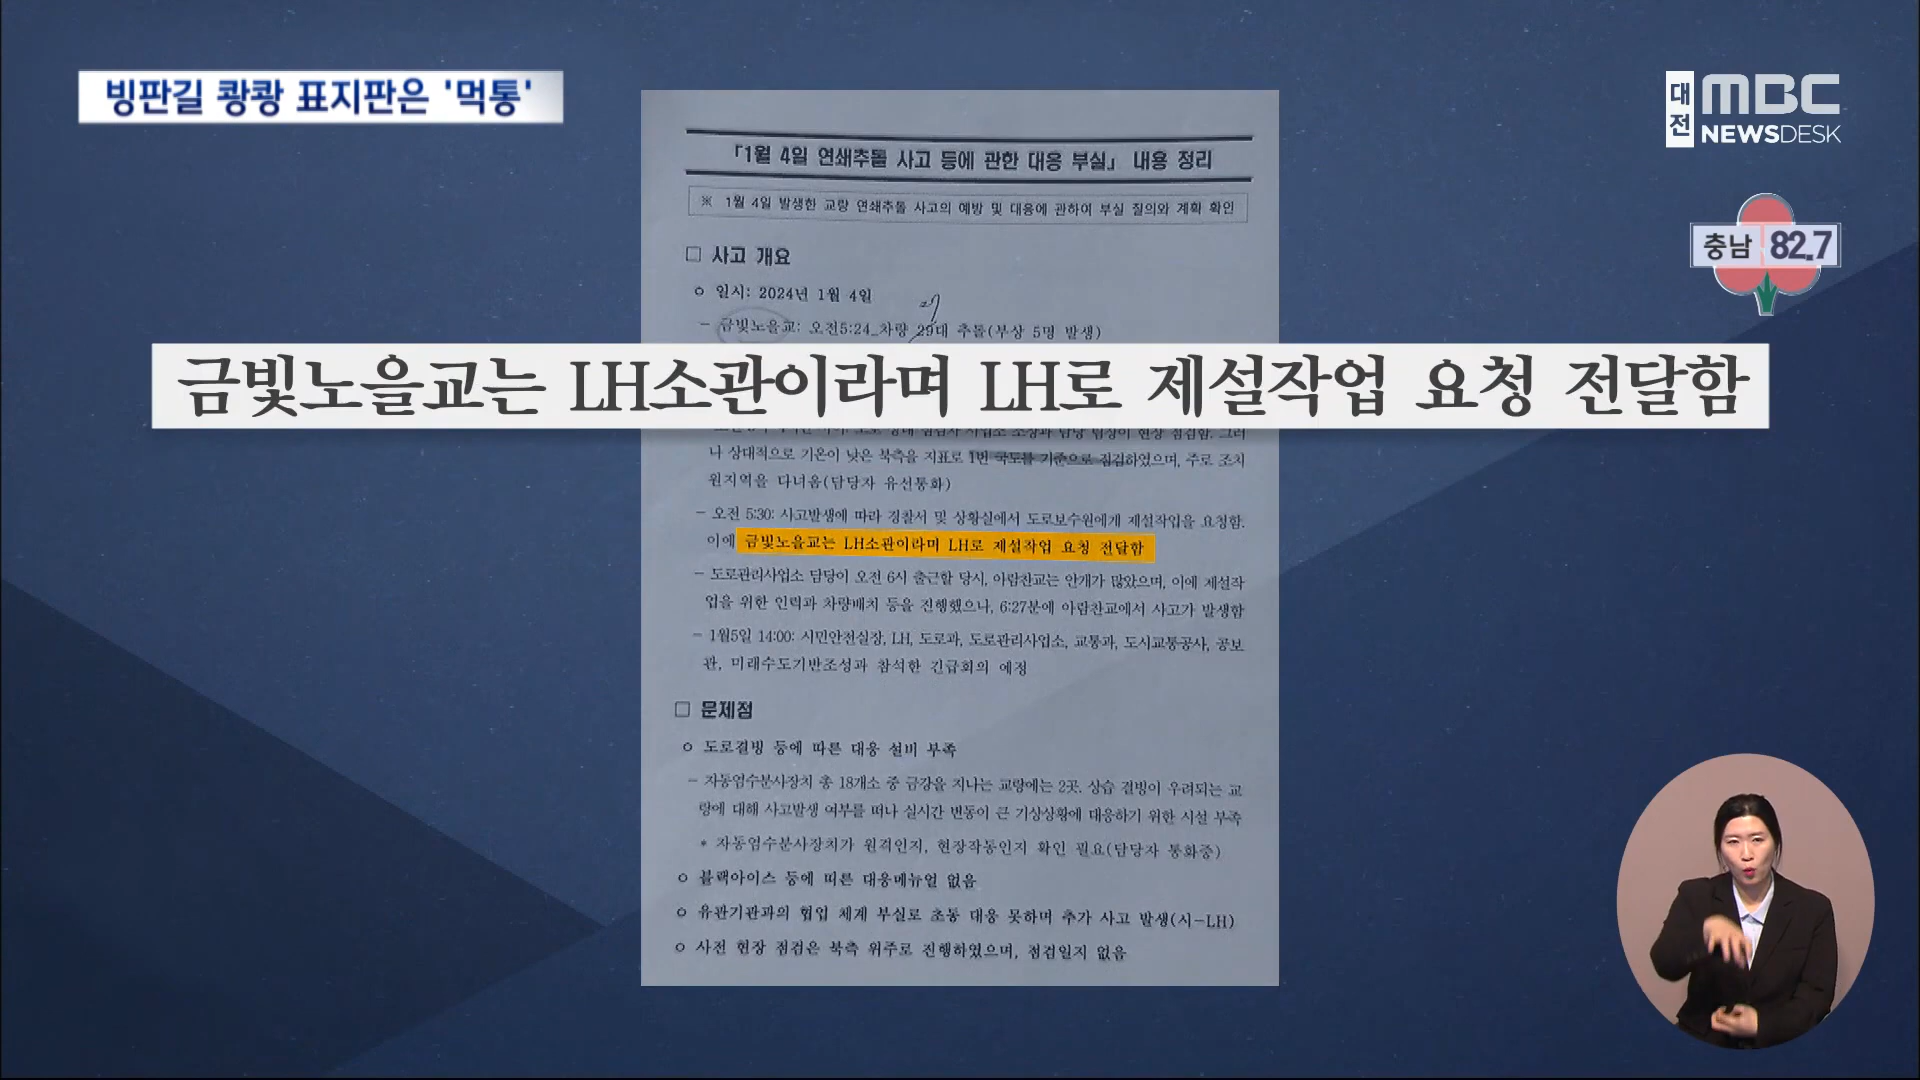 빙판길 쾅쾅 표지판은 '먹통'
대전
MBC
NEWSDESK
충남 82.7
「1월 4일 연쇄추돌 사고 등에 관한 대응 부실」 내용 정리
※ 1월 4일 발생한 교량 연쇄추돌 사고의 예방 및 대응에 관하여 부실 질의와 계획 확인
□ 사고 개요
ㅇ 일시: 2024년 1월 4일
- 금빛노을교: 오전5:24_차량 29대 추돌(부상 5명 발생)
금빛노을교는 LH소관이라며 LH로 제설작업 요청 전달함
현장 점검함. 그러
나 상대적으로 기온이 낮은 북측을 지표로 1번 국도를 기준으로 점검하였으며, 주로 조치
원지역을 다녀옴(담당자 유선통화)
- 오전 5:30: 사고발생에 따라 경찰서 및 상황실에서 도로보수원에게 제설작업을 요청함.
이에 금빛노을교는 LH소관이라며 LH로 제설작업 요청 전달함
- 도로관리사업소 담당이 오전 6시 출근할 당시, 아람찬교는 안개가 많았으며, 이에 제설작
업을 위한 인력과 차량배치 등을 진행했으나, 6:27분에 아람찬교에서 사고가 발생함
- 1월5일 14:00: 시민안전실장, LH, 도로과, 도로관리사업소, 교통과, 도시교통공사, 공보
관, 미래수도기반조성과 참석한 긴급회의 예정
□ 문제점
ㅇ 도로결빙 등에 따른 대응 설비 부족
- 자동염수분사장치 총 18개소 중 금강을 지나는 교량에는 2곳. 상습 결빙이 우려되는 교
량에 대해 사고발생 여부를 떠나 실시간 변동이 큰 기상상황에 대응하기 위한 시설 부족
* 자동염수분사장치가 원격인지, 현장작동인지 확인 필요(담당자 통화중)
ㅇ 블랙아이스 등에 띠른 대응메뉴얼 없음
ㅇ 유관기관과의 협업 체계 부실로 초동 대응 못하며 추가 사고 발생(시-LH)
ㅇ 사전 현장 점검은 북측 위주로 진행하였으며, 점검일지 없음